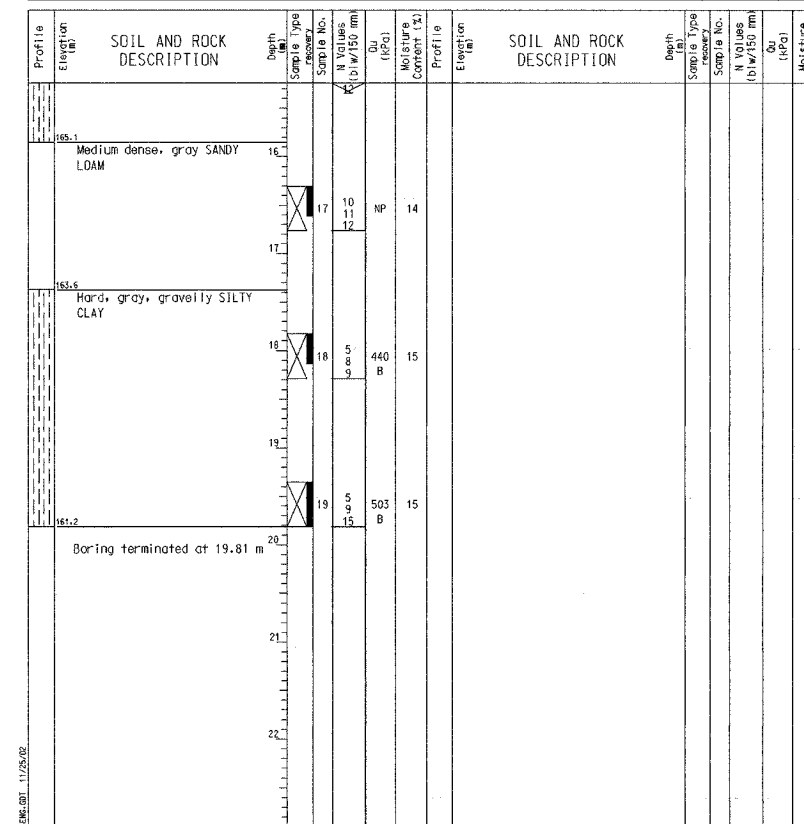 Profile
Elevation (m)
SOIL AND ROCK
DESCRIPTION
Depth (m)
Sample Type
recovery
Sample No.
N Values
(blw/150 mm)
Qu
(kPa)
Moisture
Content (%)
Profile
Elevation (m)
SOIL AND ROCK
DESCRIPTION
Depth (m)
Sample Type
recovery
Sample No.
N Values
(blw/150 mm)
Qu
(kPa)
Moisture
12
165.1
Medium dense, gray SANDY 16
LOAM
10
17 11 NP 14
12
17
163.6
Hard, gray, gravelly SILTY
CLAY
18
5
18 8 440 15
9 B
19
5
19 9 503 15
161.2 15 B
20
Boring terminated at 19.81 m
21
22
ENG.GDT 11/25/02